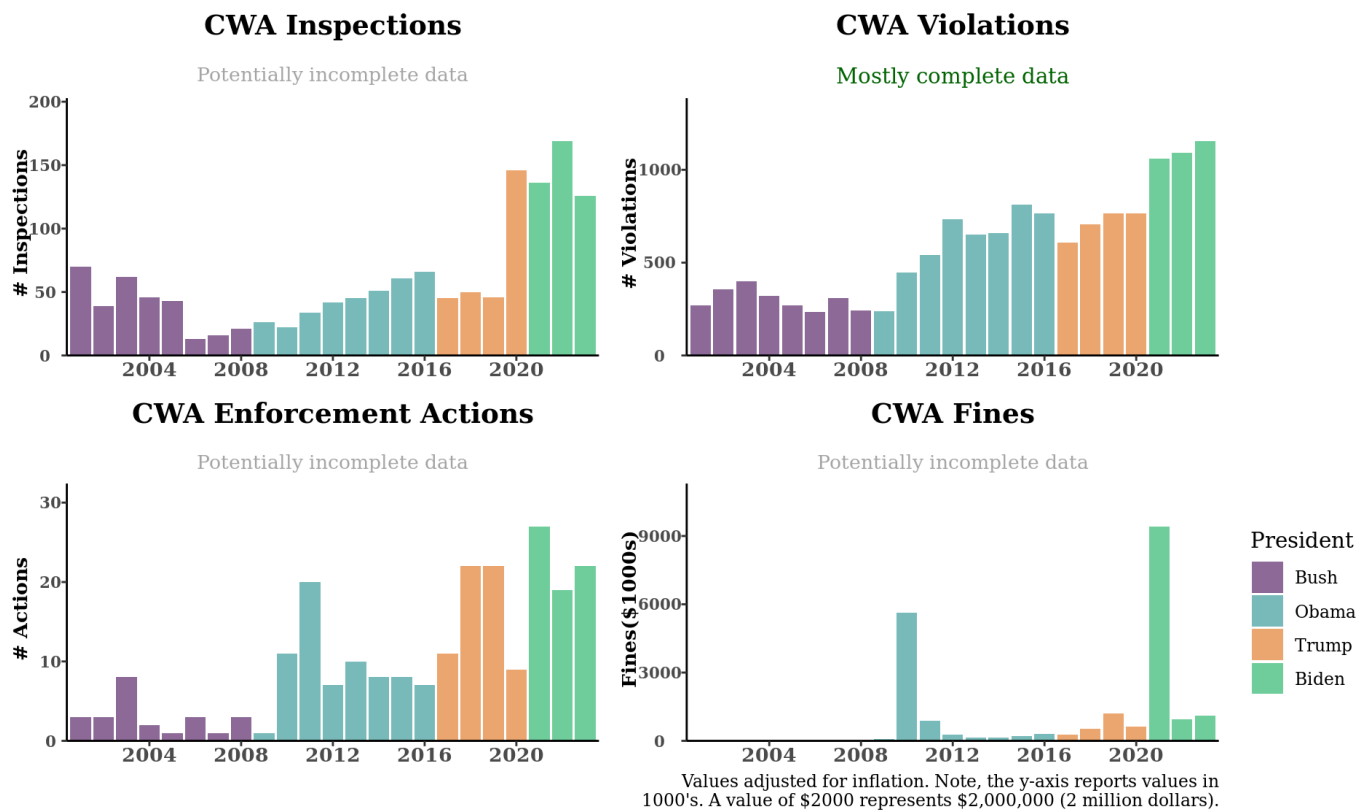 CWA Inspections
Potentially incomplete data
# Inspections
200
150
100
50
0
2004 2008 2012 2016 2020
CWA Violations
Mostly complete data
# Violations
1000
500
0
2004 2008 2012 2016 2020
CWA Enforcement Actions
Potentially incomplete data
# Actions
30
20
10
0
2004 2008 2012 2016 2020
CWA Fines
Potentially incomplete data
Fines($1000s)
9000
6000
3000
0
2004 2008 2012 2016 2020
President
Bush
Obama
Trump
Biden
Values adjusted for inflation. Note, the y-axis reports values in
1000's. A value of $2000 represents $2,000,000 (2 million dollars).